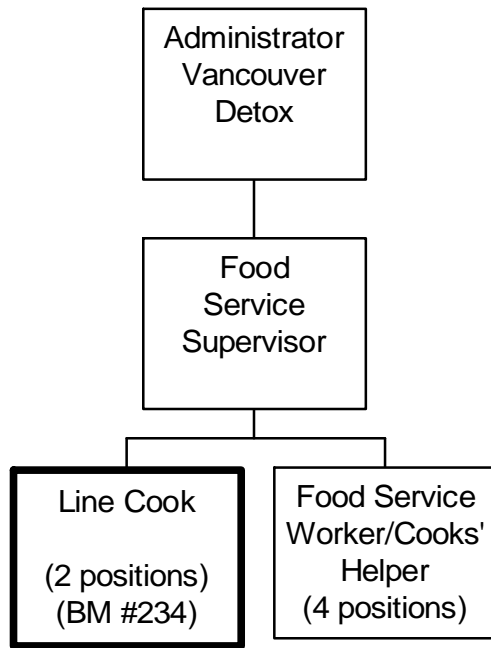 Administrator
Vancouver
Detox
Food
Service
Supervisor
Line Cook
(2 positions)
(BM #234)
Food Service
Worker/Cooks'
Helper
(4 positions)